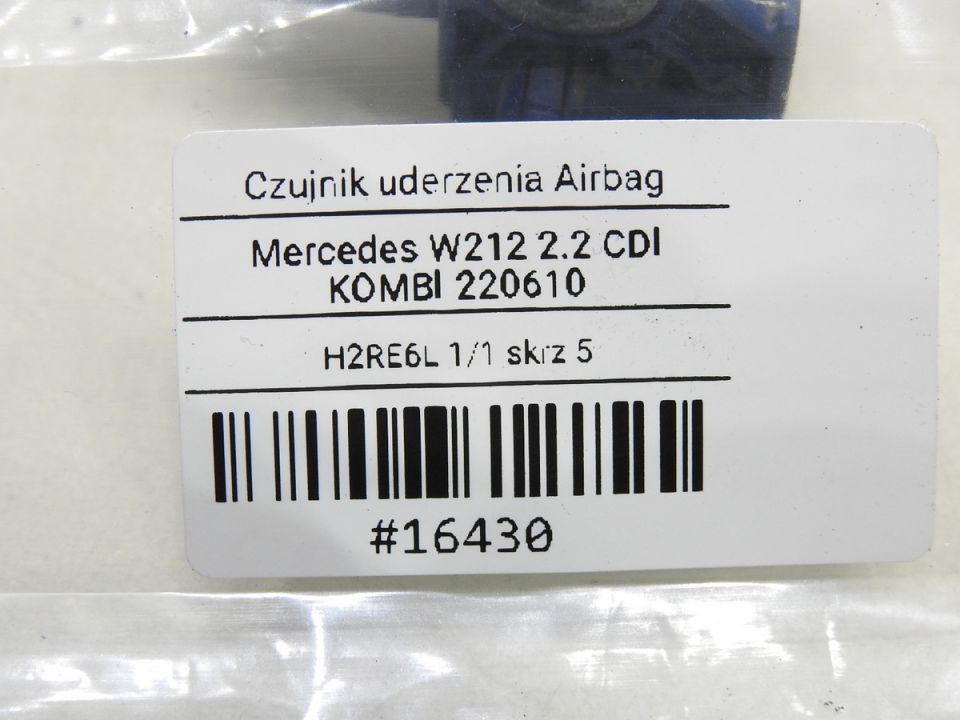 Czujnik uderzenia Airbag
Mercedes W212 2.2 CDI
KOMBI 220610
H2RE6L 1/1 skrz 5
#16430